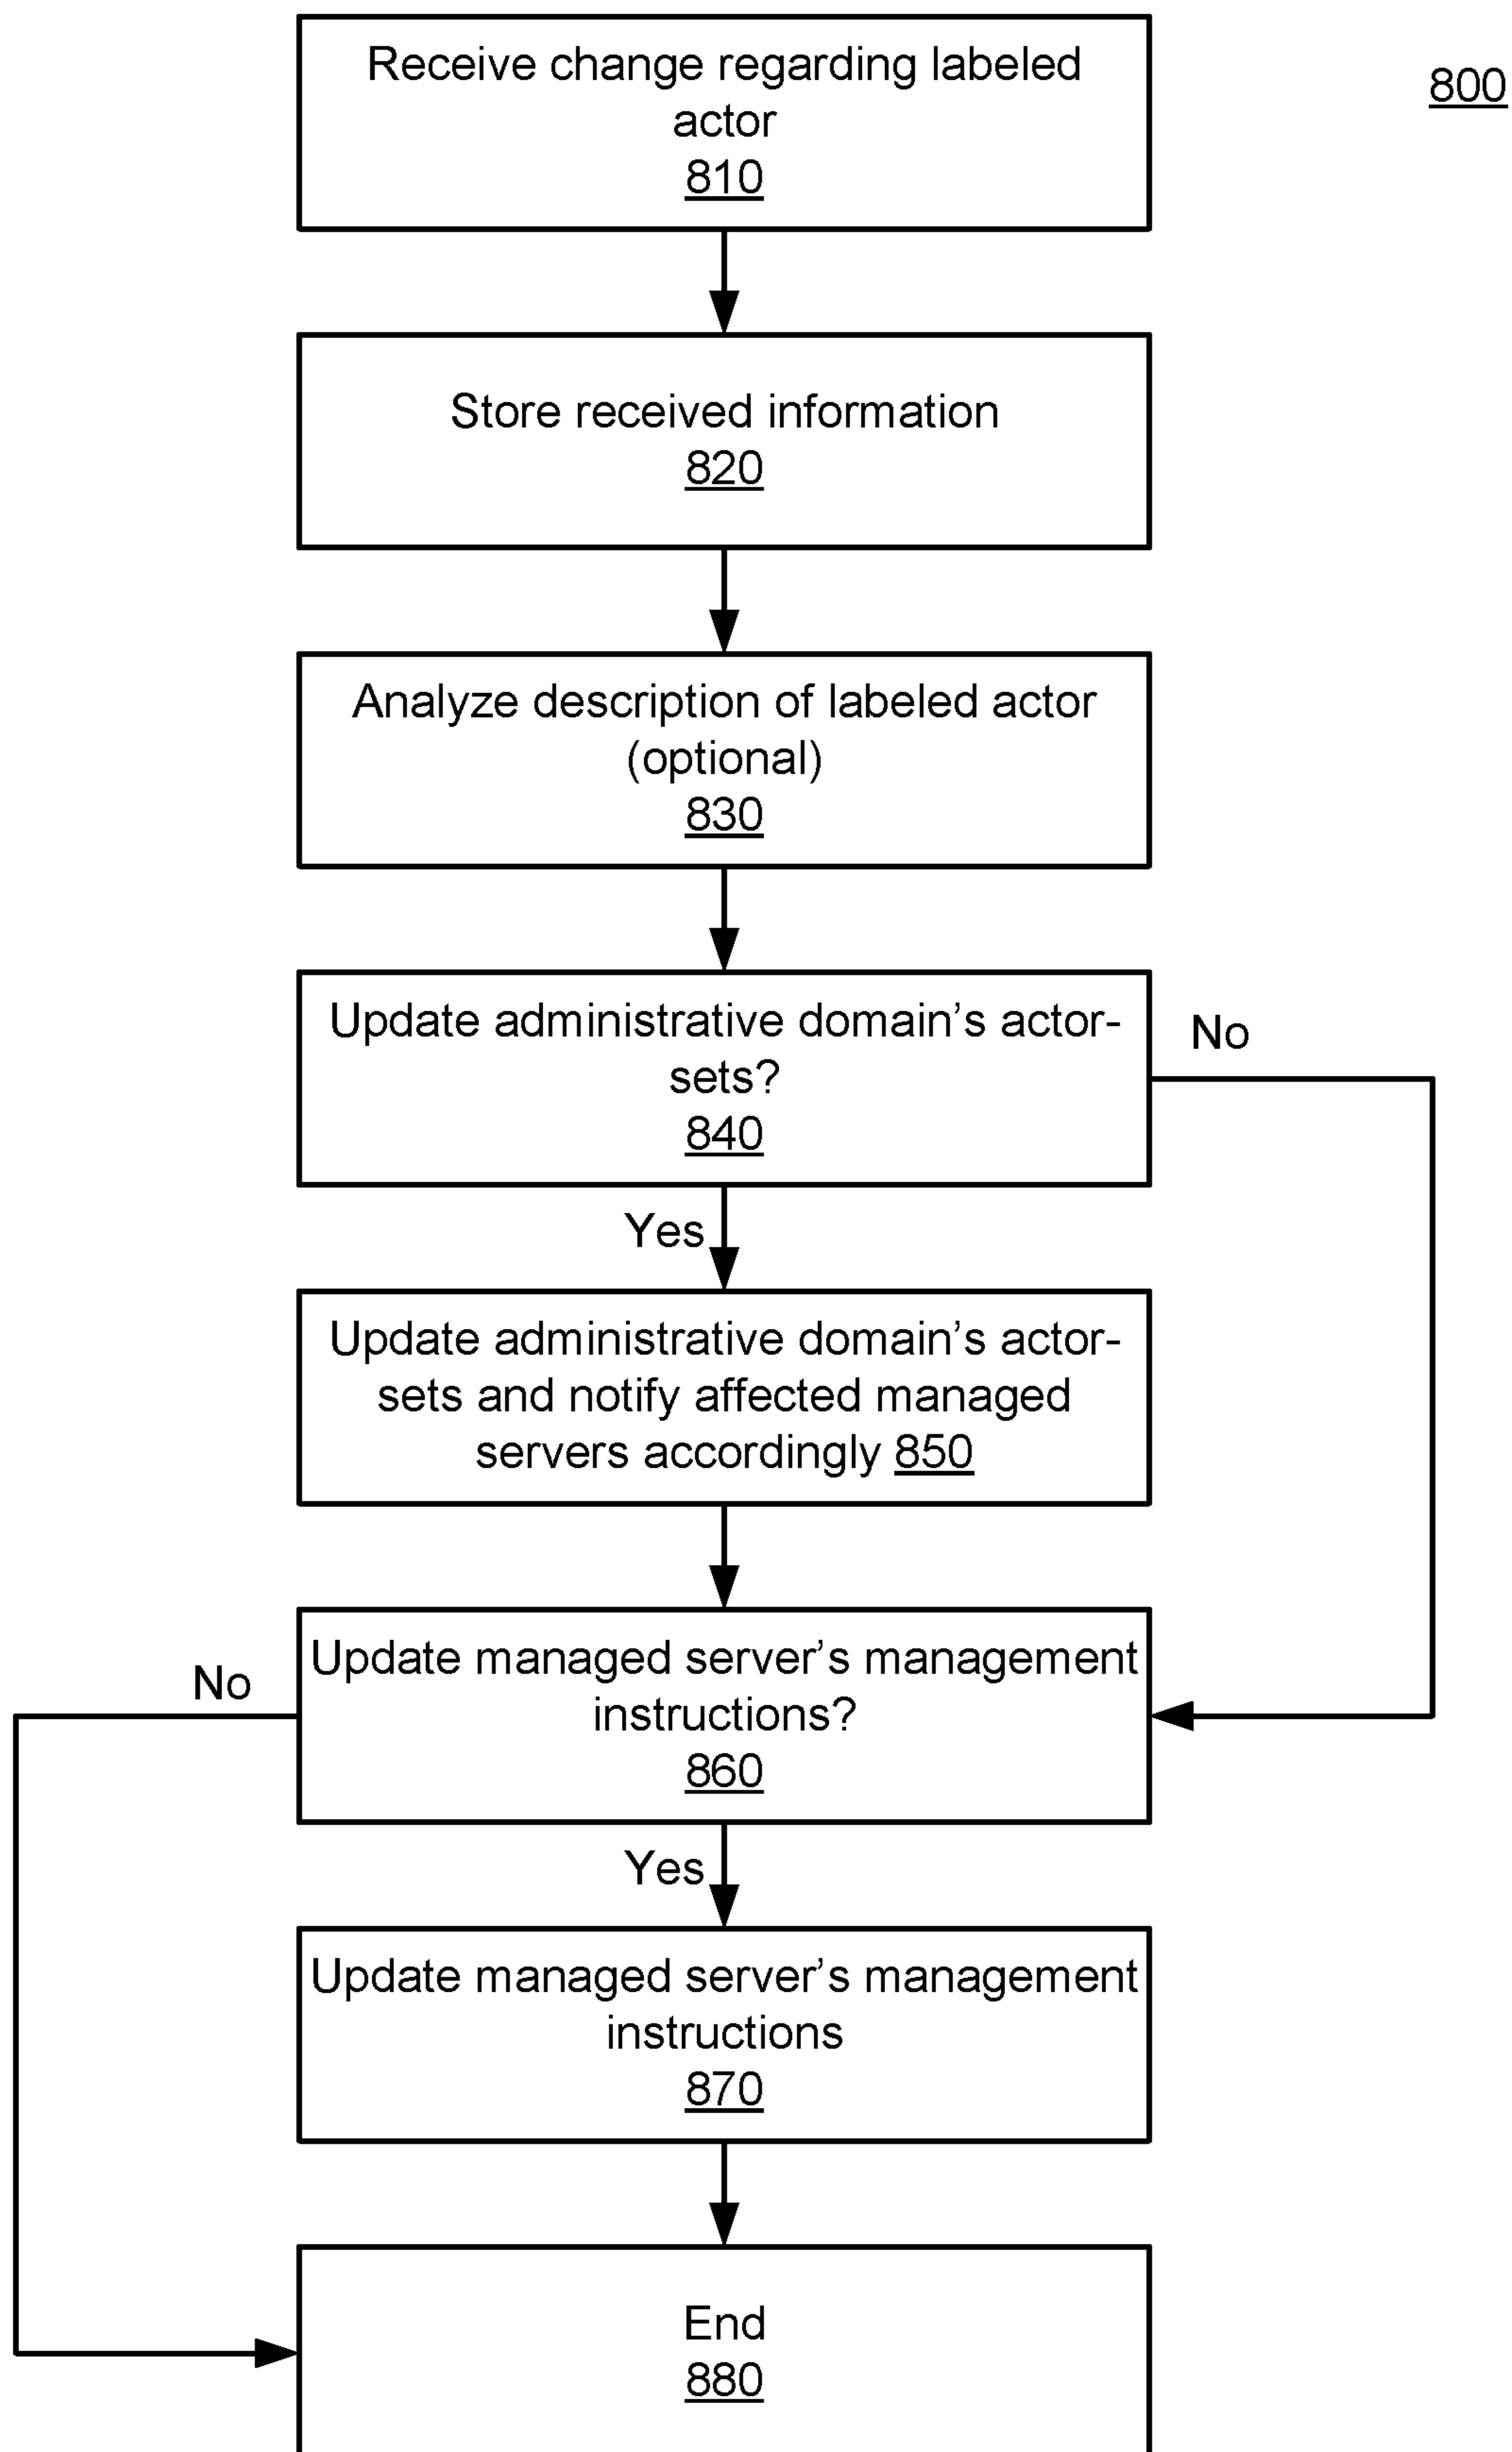 Receive change regarding labeled
actor
810
800
Store received information
820
Analyze description of labeled actor
(optional)
830
Update administrative domain’s actor-
sets?
840
No
Yes
Update administrative domain’s actor-
sets and notify affected managed
servers accordingly 850
Update managed server’s management
instructions?
860
No
Yes
Update managed server’s management
instructions
870
End
880